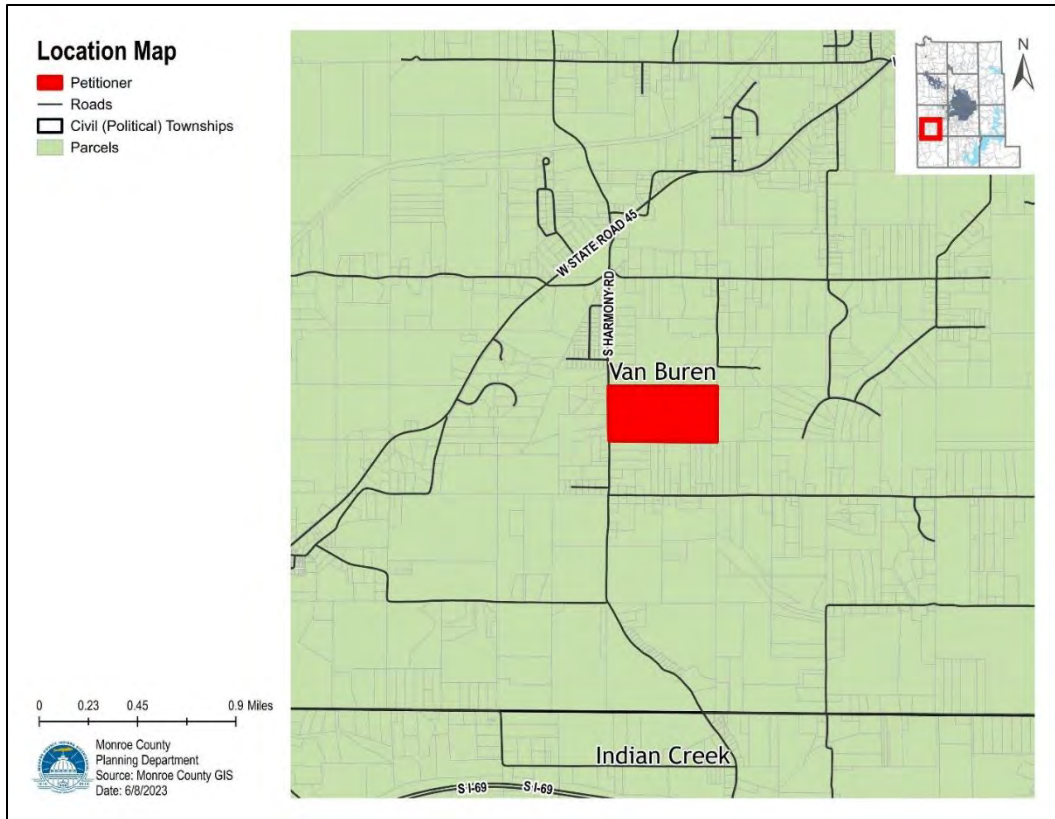 Location Map
Petitioner
Roads
Civil (Political) Townships
Parcels
N
W STATE ROAD 45
S HARMONY RD
Van Buren
Indian Creek
S I-69
S I-69
0 0.23 0.45 0.9 Miles
Monroe County
Planning Department
Source: Monroe County GIS
Date: 6/8/2023